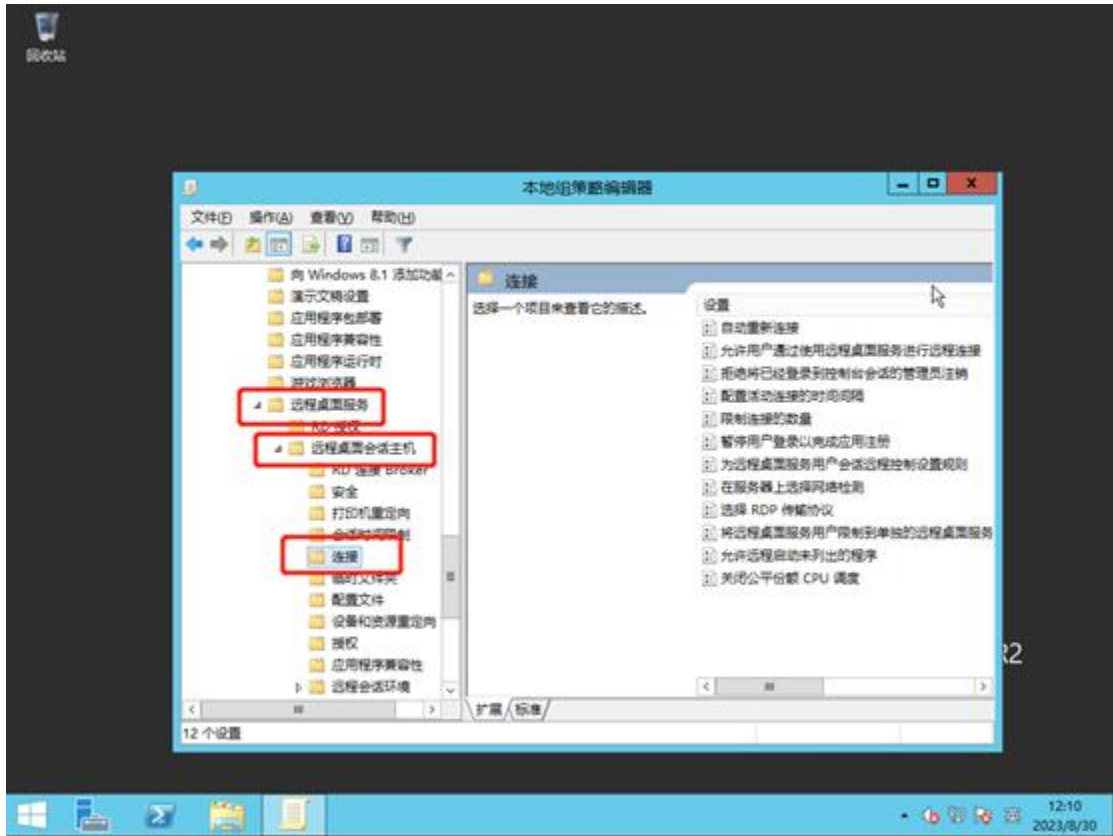 回收站
本地组策略编辑器
文件(F) 操作(A) 查看(V) 帮助(H)
向 Windows 8.1 添加功能
演示文稿设置
应用程序包部署
应用程序兼容性
应用程序运行时
游戏浏览器
远程桌面服务
RD 授权
远程桌面会话主机
RD 连接 Broker
安全
打印机重定向
会话时间限制
连接
临时文件夹
配置文件
设备和资源重定向
授权
应用程序兼容性
远程会话环境
连接
选择一个项目来查看它的描述。
设置
自动重新连接
允许用户通过使用远程桌面服务进行远程连接
拒绝将已经登录到控制台会话的管理员注销
配置活动连接的时间间隔
限制连接的数量
暂停用户登录以完成应用注册
为远程桌面服务用户会话远程控制设置规则
在服务器上选择网络检测
选择 RDP 传输协议
将远程桌面服务用户限制到单独的远程桌面服务
允许远程启动未列出的程序
关闭公平份额 CPU 调度
扩展 标准
12 个设置
R2
12:10
2023/8/30